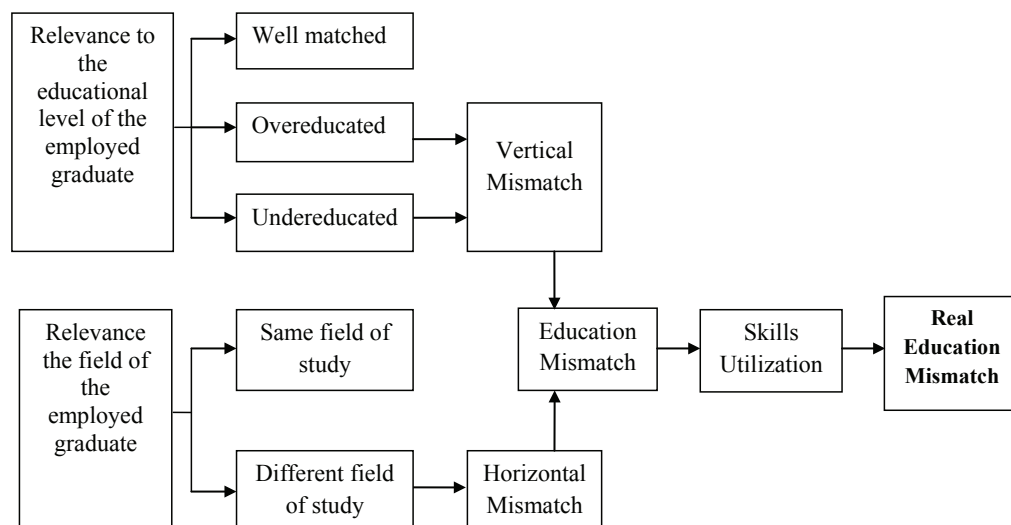 Relevance to
the
educational
level of the
employed
graduate
Well matched
Overeducated
Undereducated
Vertical
Mismatch
Relevance
the field of
the
employed
graduate
Same field of
study
Different field
of study
Horizontal
Mismatch
Education
Mismatch
Skills
Utilization
Real
Education
Mismatch